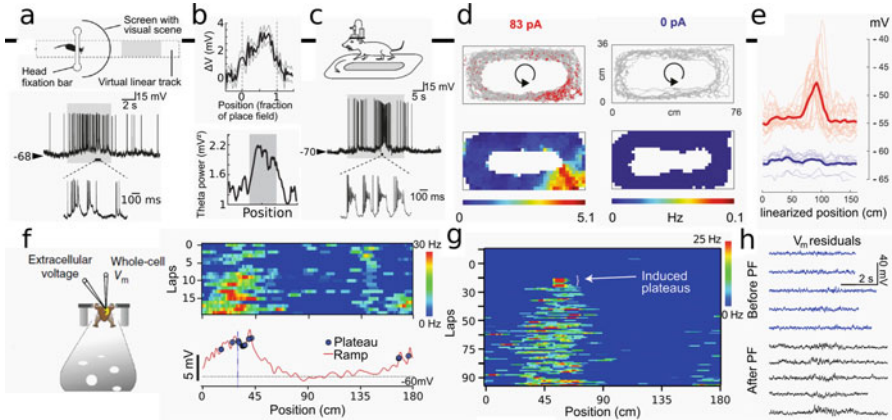 a
Screen with
visual scene
Head
fixation bar
Virtual linear track
15 mV
2 s
-68
100 ms
b
ΔV
(mV)
4
2
0
0
1
Position (fraction
of place field)
Theta power (mV²)
2.2
1.6
1
Position
c
15 mV
5 s
-70
100 ms
d
83 pA
0 pA
36
cm
0
0
cm
76
0
5.1
Hz
0
0.1
e
mV
-40
-45
-50
-55
-60
-65
0
50
100
150
linearized position (cm)
f
Extracellular
voltage
Whole-cell
Vm
Laps
0
5
10
15
30 Hz
0 Hz
5 mV
Plateau
Ramp
-60mV
0
45
90
135
180
Position (cm)
g
25 Hz
0 Hz
Laps
0
30
50
70
90
Induced
plateaus
0
45
90
135
180
Position (cm)
h
Vm residuals
40 mV
2 s
Before PF
After PF